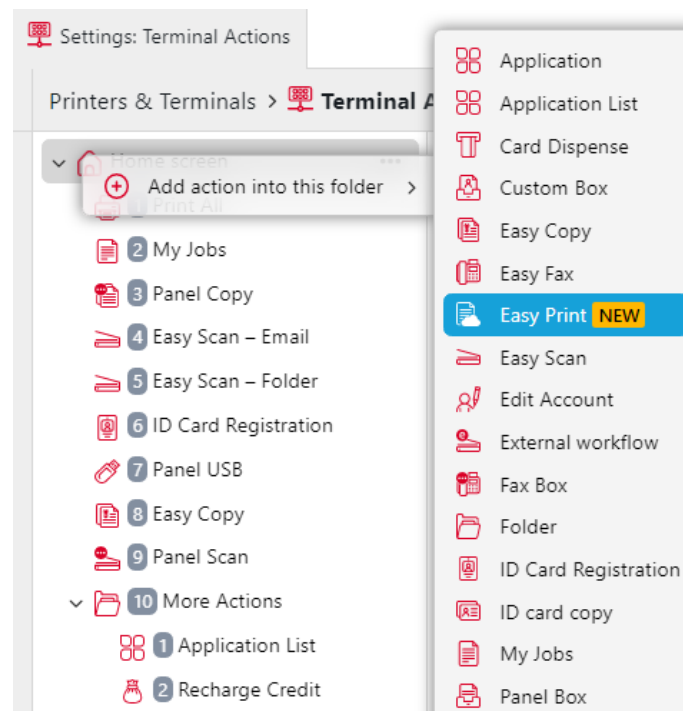 Settings: Terminal Actions
Printers & Terminals > Terminal A
Home screen
Add action into this folder >
1 Print All
2 My Jobs
3 Panel Copy
4 Easy Scan – Email
5 Easy Scan – Folder
6 ID Card Registration
7 Panel USB
8 Easy Copy
9 Panel Scan
10 More Actions
1 Application List
2 Recharge Credit
Application
Application List
Card Dispense
Custom Box
Easy Copy
Easy Fax
Easy Print NEW
Easy Scan
Edit Account
External workflow
Fax Box
Folder
ID Card Registration
ID card copy
My Jobs
Panel Box